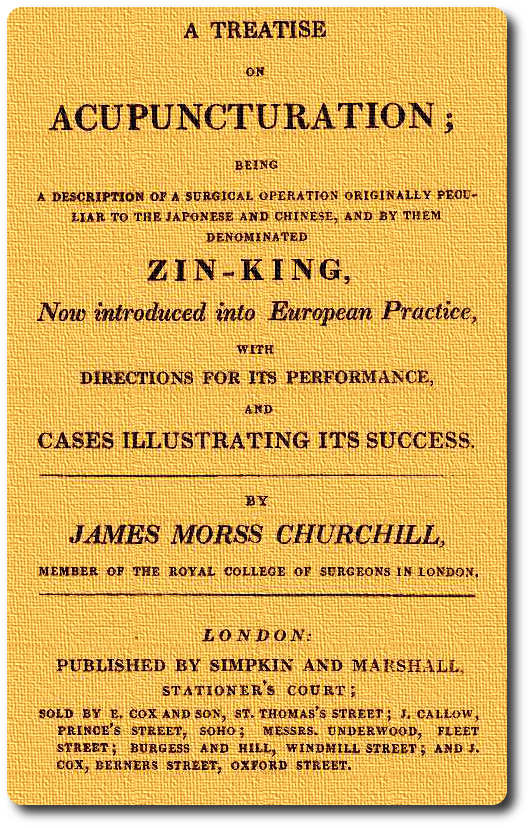 A TREATISE
ON
ACUPUNCTURATION;
BEING
A DESCRIPTION OF A SURGICAL OPERATION ORIGINALLY PECU-
LIAR TO THE JAPONESE AND CHINESE, AND BY THEM
DENOMINATED
ZIN-KING,
Now introduced into European Practice,
WITH
DIRECTIONS FOR ITS PERFORMANCE,
AND
CASES ILLUSTRATING ITS SUCCESS.
BY
JAMES MORSS CHURCHILL,
MEMBER OF THE ROYAL COLLEGE OF SURGEONS IN LONDON.
LONDON:
PUBLISHED BY SIMPKIN AND MARSHALL.
STATIONER'S COURT;
SOLD BY E. COX AND SON, ST. THOMAS'S STREET; J. CALLOW,
PRINCE'S STREET, SOHO; MESSRS. UNDERWOOD, FLEET
STREET; BURGESS AND HILL, WINDMILL STREET; AND J.
COX, BERNERS STREET, OXFORD STREET.